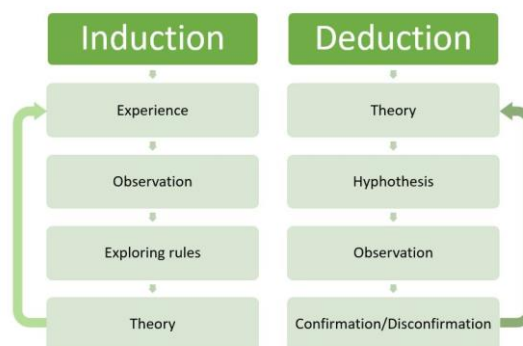 Induction
Experience
Observation
Exploring rules
Theory
Deduction
Theory
Hyphothesis
Observation
Confirmation/Disconfirmation